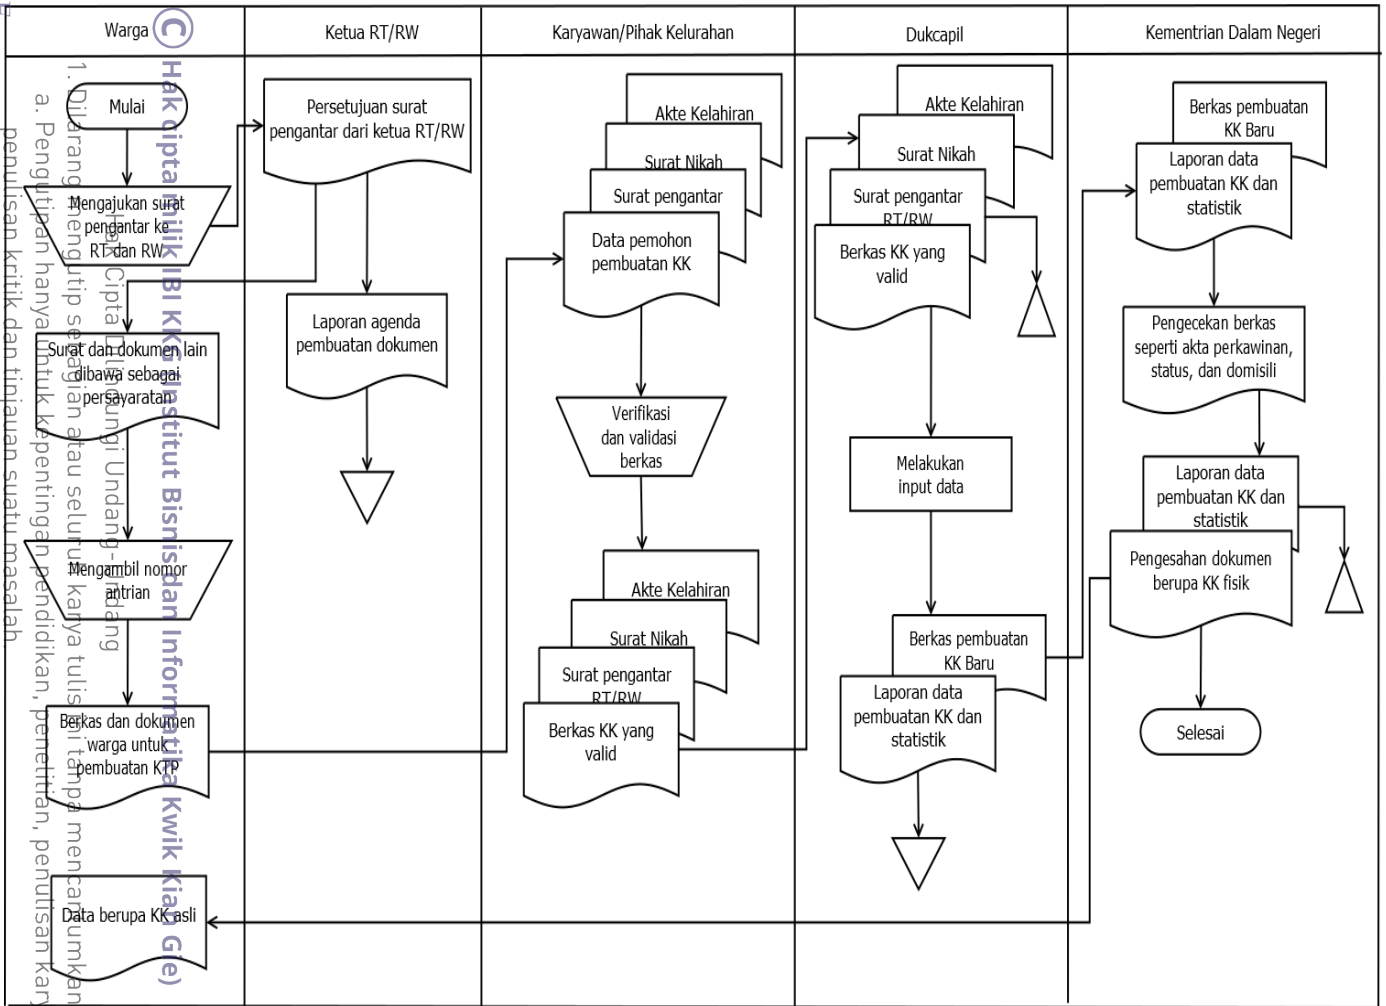 Warga
Ketua RT/RW
Karyawan/Pihak Kelurahan
Dukcapil
Kementrian Dalam Negeri
Mulai
Mengajukan surat
pengantar ke
RT dan RW
Surat dan dokumen lain
dibawa sebagai
persayaratan
Mengambil nomor
antrian
Berkas dan dokumen
warga untuk
pembuatan KTP
Data berupa KK asli
Persetujuan surat
pengantar dari ketua RT/RW
Laporan agenda
pembuatan dokumen
Akte Kelahiran
Surat Nikah
Surat pengantar
Data pemohon
pembuatan KK
Verifikasi
dan validasi
berkas
Akte Kelahiran
Surat Nikah
Surat pengantar
RT/RW
Berkas KK yang
valid
Akte Kelahiran
Surat Nikah
Surat pengantar
RT/RW
Berkas KK yang
valid
Melakukan
input data
Berkas pembuatan
KK Baru
Laporan data
pembuatan KK dan
statistik
Berkas pembuatan
KK Baru
Laporan data
pembuatan KK dan
statistik
Pengecekan berkas
seperti akta perkawinan,
status, dan domisili
Laporan data
pembuatan KK dan
statistik
Pengesahan dokumen
berupa KK fisik
Selesai
© Hak cipta milik IBI KKG (Institut Bisnis dan Informatika Kwik Kian Gie)
Hak Cipta Dilindungi Undang-Undang
1. Dilarang mengutip sebagian atau seluruh karya tulis ini tanpa mencantumkan
a. Pengutipan hanya untuk kepentingan pendidikan, penelitian, penulisan kary
penulisan kritik dan tinjauan suatu masalah.